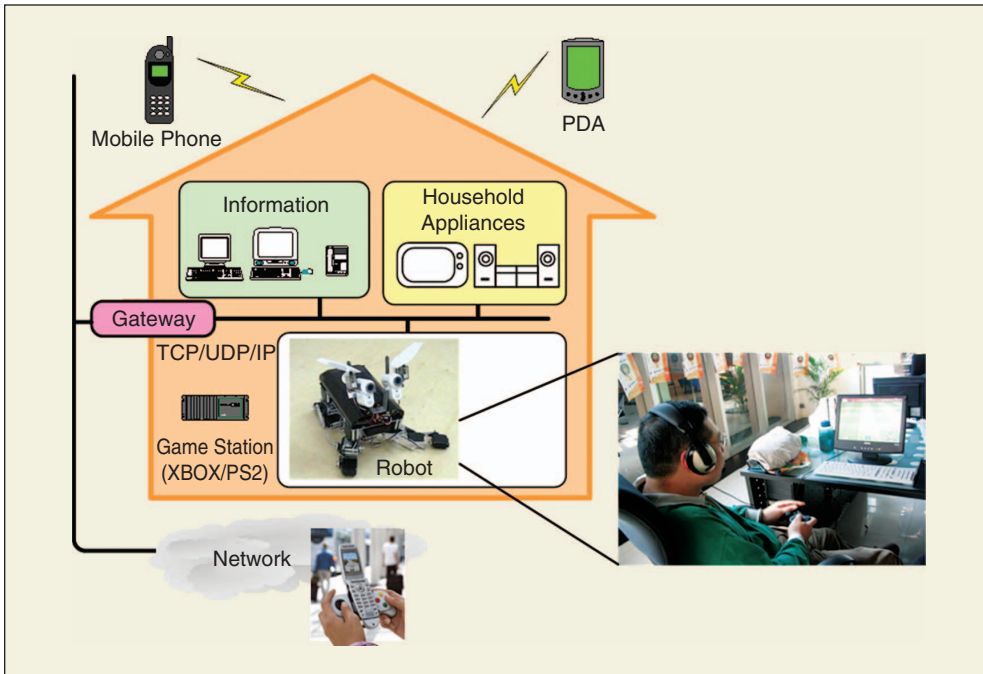 Mobile Phone
PDA
Information
Household
Appliances
Gateway
TCP/UDP/IP
Game Station
(XBOX/PS2)
Robot
Network